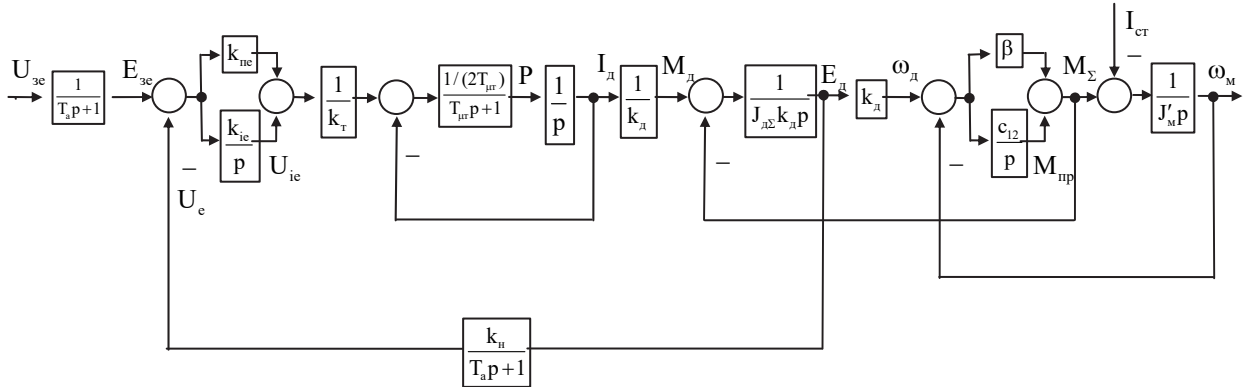 U_зе
1
T_a p+1
E_зе
k_пе
k_ie
p
U_ie
−
U_e
1
k_т
−
1/(2T_μт)
T_μт p+1
P
1
p
I_д
1
k_д
M_д
−
1
J_дΣ k_д p
E_д
k_д
ω_д
−
β
c_12
p
M_пр
M_Σ
I_ст
−
1
J′_м p
ω_м
k_н
T_a p+1